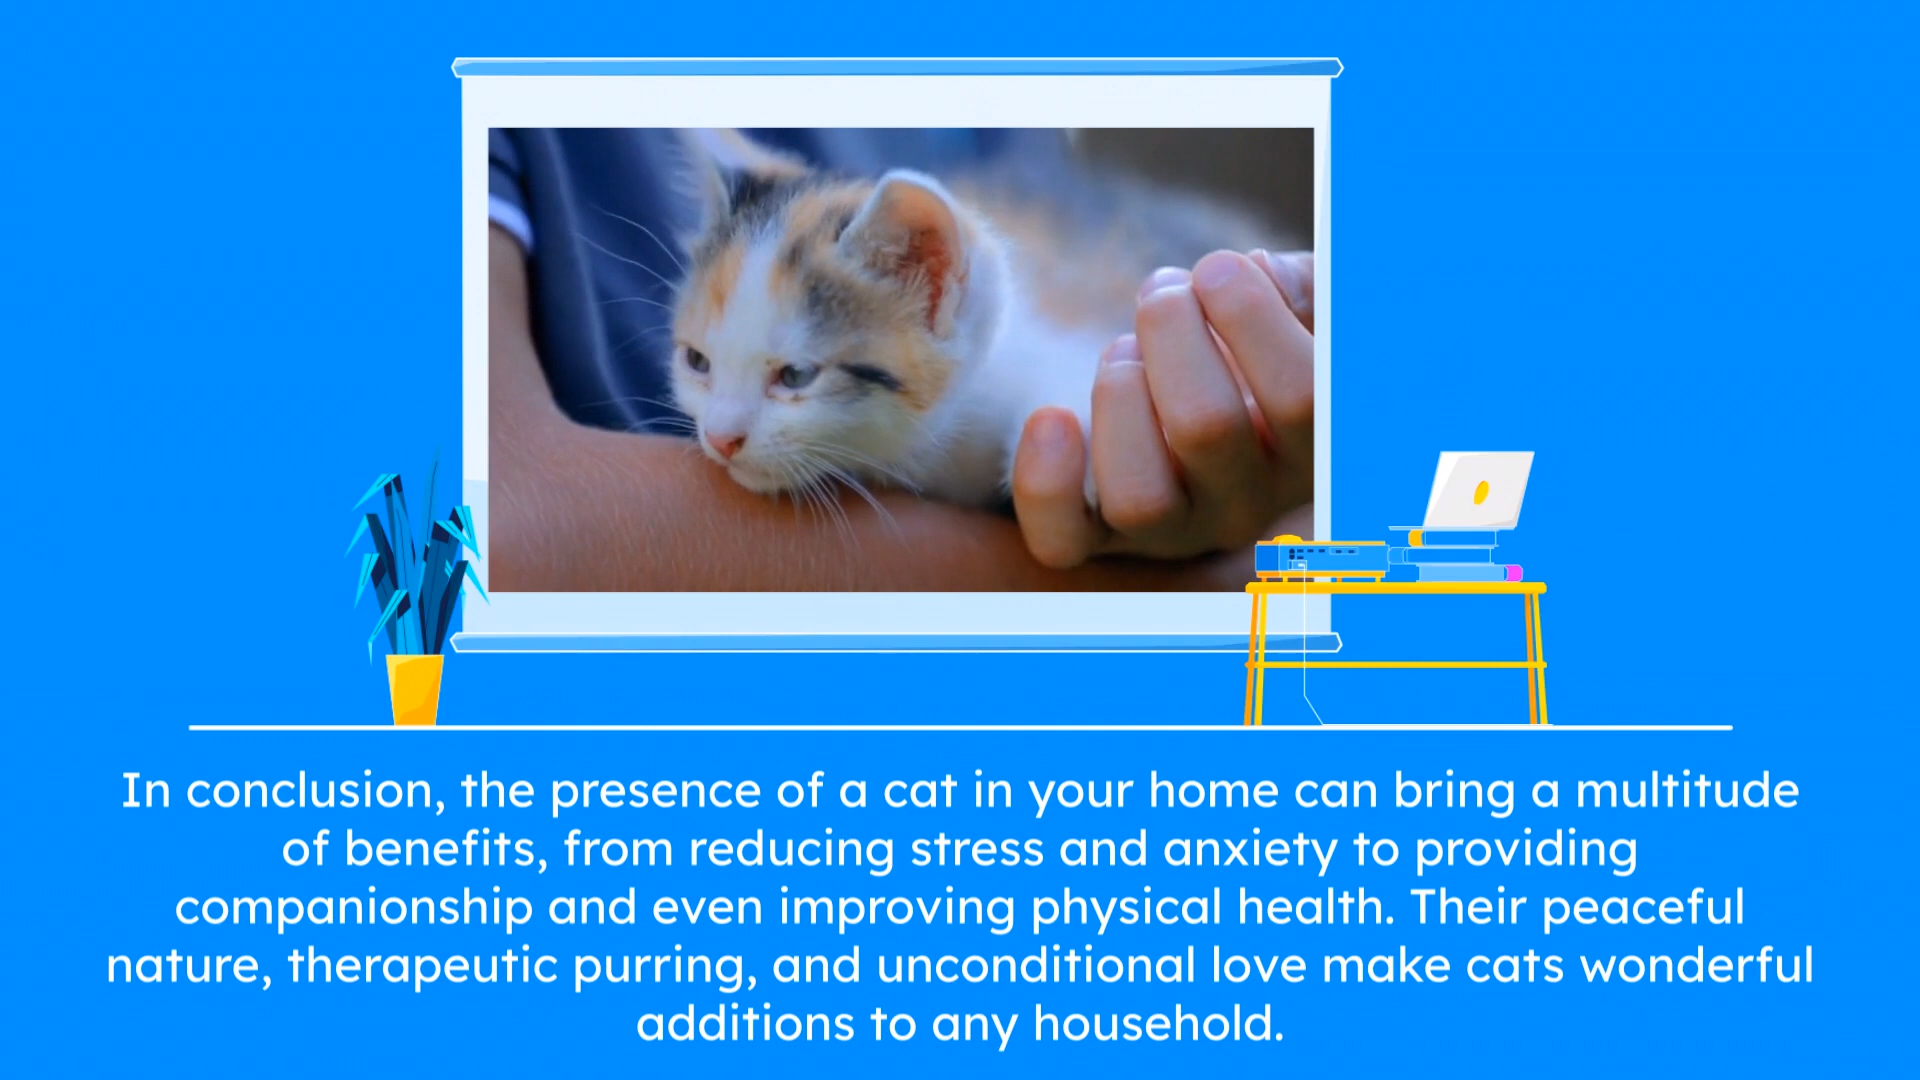 In conclusion, the presence of a cat in your home can bring a multitude
of benefits, from reducing stress and anxiety to providing
companionship and even improving physical health. Their peaceful
nature, therapeutic purring, and unconditional love make cats wonderful
additions to any household.